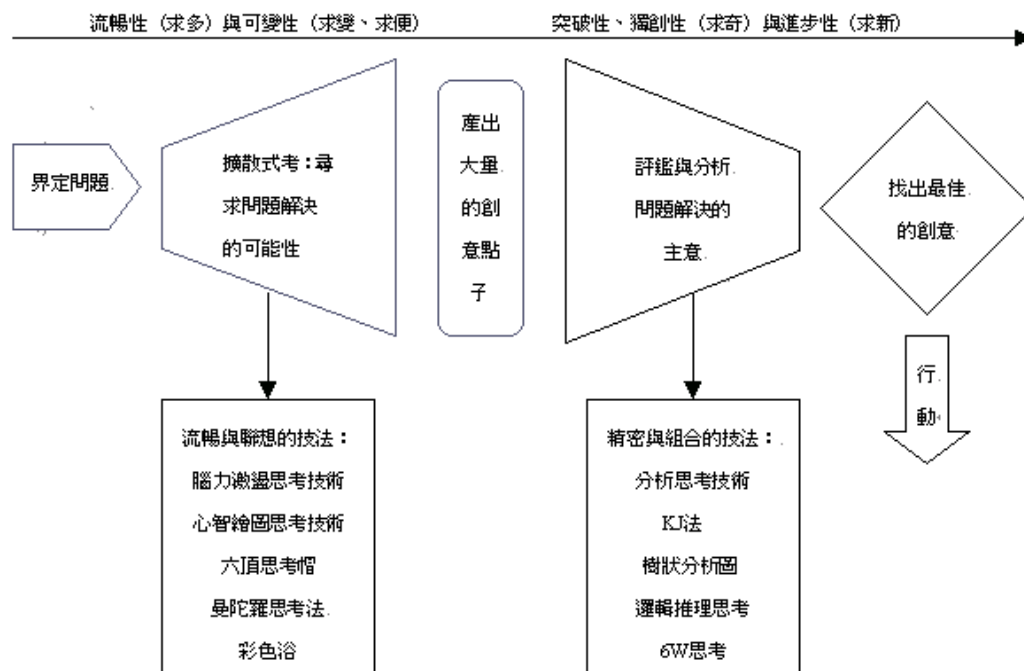 流暢性（求多）與可變性（求變、求便）
突破性、獨創性（求奇）與進步性（求新）
界定問題
擴散式考：尋
求問題解決
的可能性
產出
大量
的創
意點
子
評鑑與分析
問題解決的
主意
找出最佳
的創意
行
動
流暢與聯想的技法：
腦力激盪思考技術
心智繪圖思考技術
六頂思考帽
曼陀羅思考法
彩色浴
精密與組合的技法：
分析思考技術
KJ法
樹狀分析圖
邏輯推理思考
6W思考